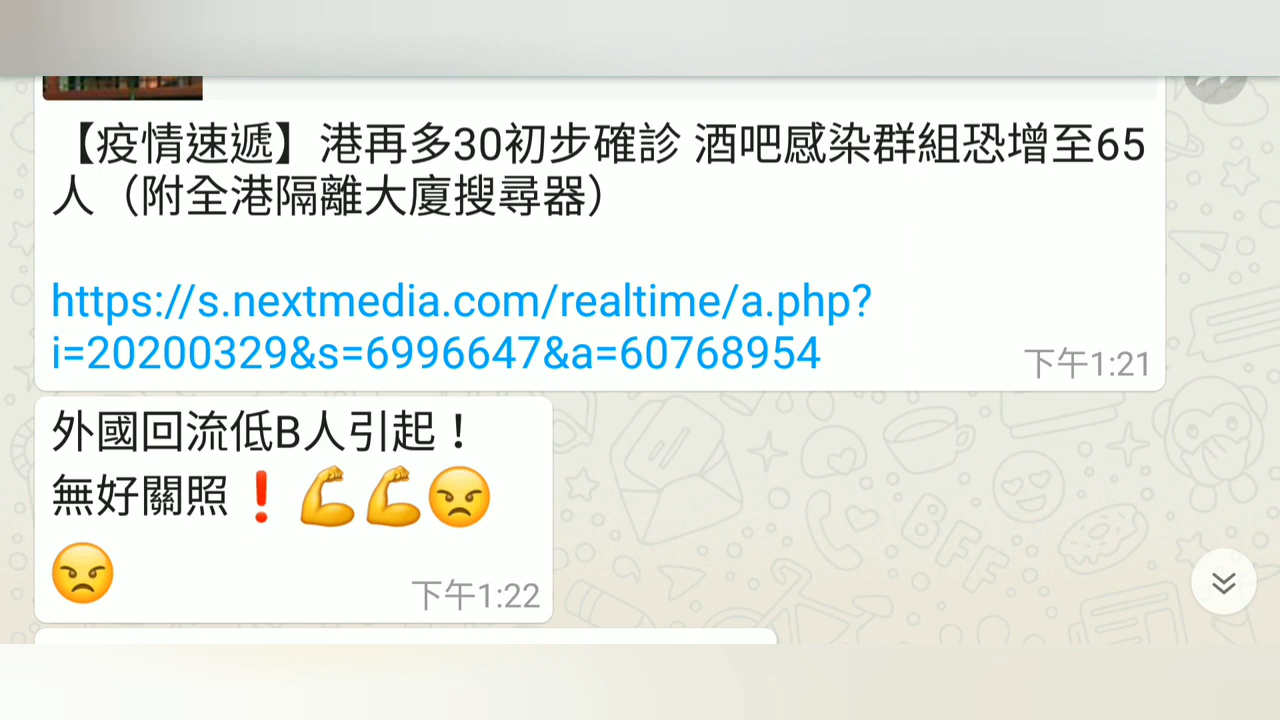 【疫情速遞】港再多30初步確診 酒吧感染群組恐增至65
人（附全港隔離大廈搜尋器）
https://s.nextmedia.com/realtime/a.php?
i=20200329&s=6996647&a=60768954
下午1:21
外國回流低B人引起！
無好關照❗💪💪😠
😠
下午1:22